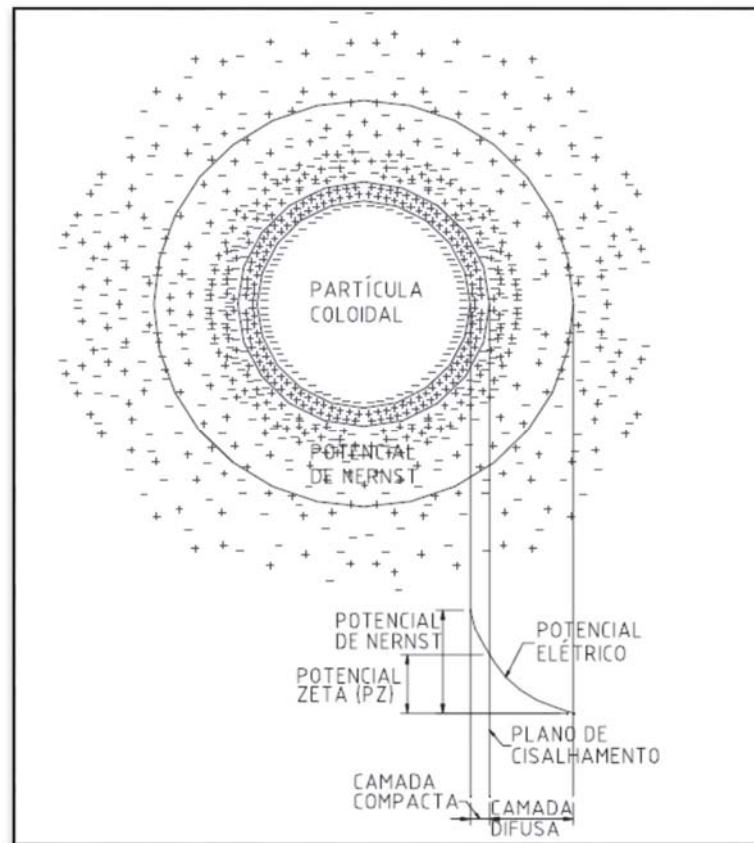 PARTÍCULA
COLOIDAL
POTENCIAL
DE NERNST
POTENCIAL
DE NERNST
POTENCIAL
ELÉTRICO
POTENCIAL
ZETA (PZ)
PLANO DE
CISALHAMENTO
CAMADA
COMPACTA
CAMADA
DIFUSA